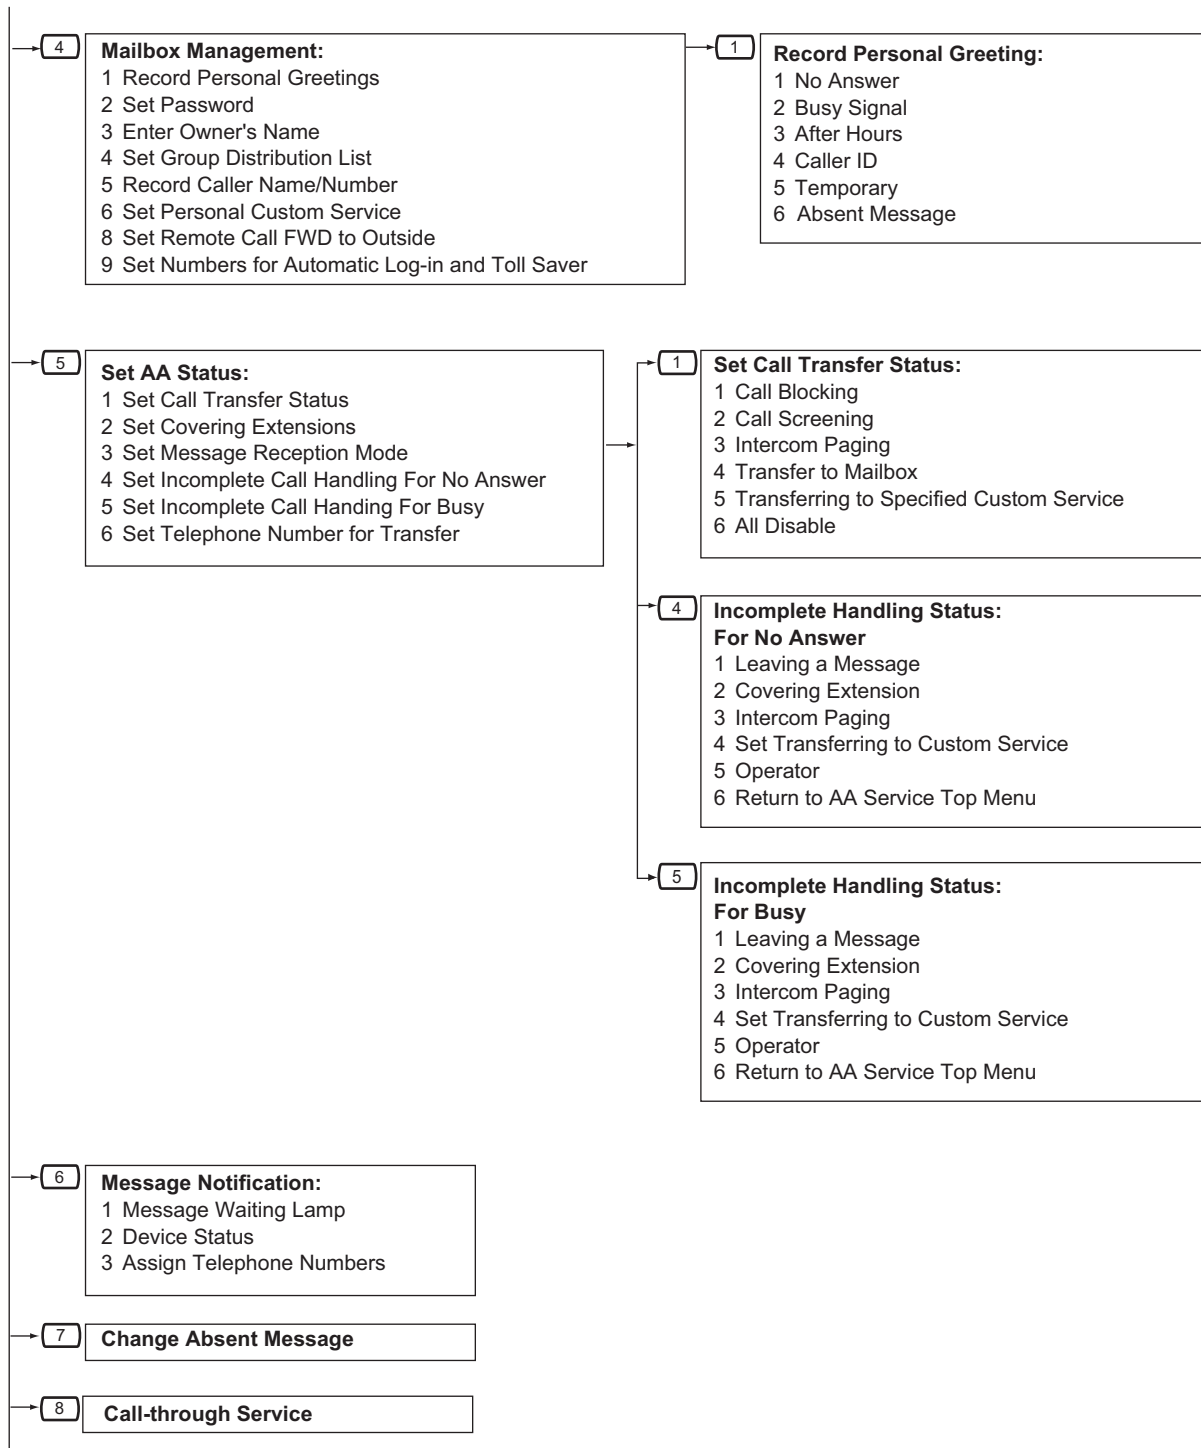 4
Mailbox Management:
1 Record Personal Greetings
2 Set Password
3 Enter Owner's Name
4 Set Group Distribution List
5 Record Caller Name/Number
6 Set Personal Custom Service
8 Set Remote Call FWD to Outside
9 Set Numbers for Automatic Log-in and Toll Saver
1
Record Personal Greeting:
1 No Answer
2 Busy Signal
3 After Hours
4 Caller ID
5 Temporary
6 Absent Message
5
Set AA Status:
1 Set Call Transfer Status
2 Set Covering Extensions
3 Set Message Reception Mode
4 Set Incomplete Call Handling For No Answer
5 Set Incomplete Call Handing For Busy
6 Set Telephone Number for Transfer
1
Set Call Transfer Status:
1 Call Blocking
2 Call Screening
3 Intercom Paging
4 Transfer to Mailbox
5 Transferring to Specified Custom Service
6 All Disable
4
Incomplete Handling Status:
For No Answer
1 Leaving a Message
2 Covering Extension
3 Intercom Paging
4 Set Transferring to Custom Service
5 Operator
6 Return to AA Service Top Menu
5
Incomplete Handling Status:
For Busy
1 Leaving a Message
2 Covering Extension
3 Intercom Paging
4 Set Transferring to Custom Service
5 Operator
6 Return to AA Service Top Menu
6
Message Notification:
1 Message Waiting Lamp
2 Device Status
3 Assign Telephone Numbers
7
Change Absent Message
8
Call-through Service